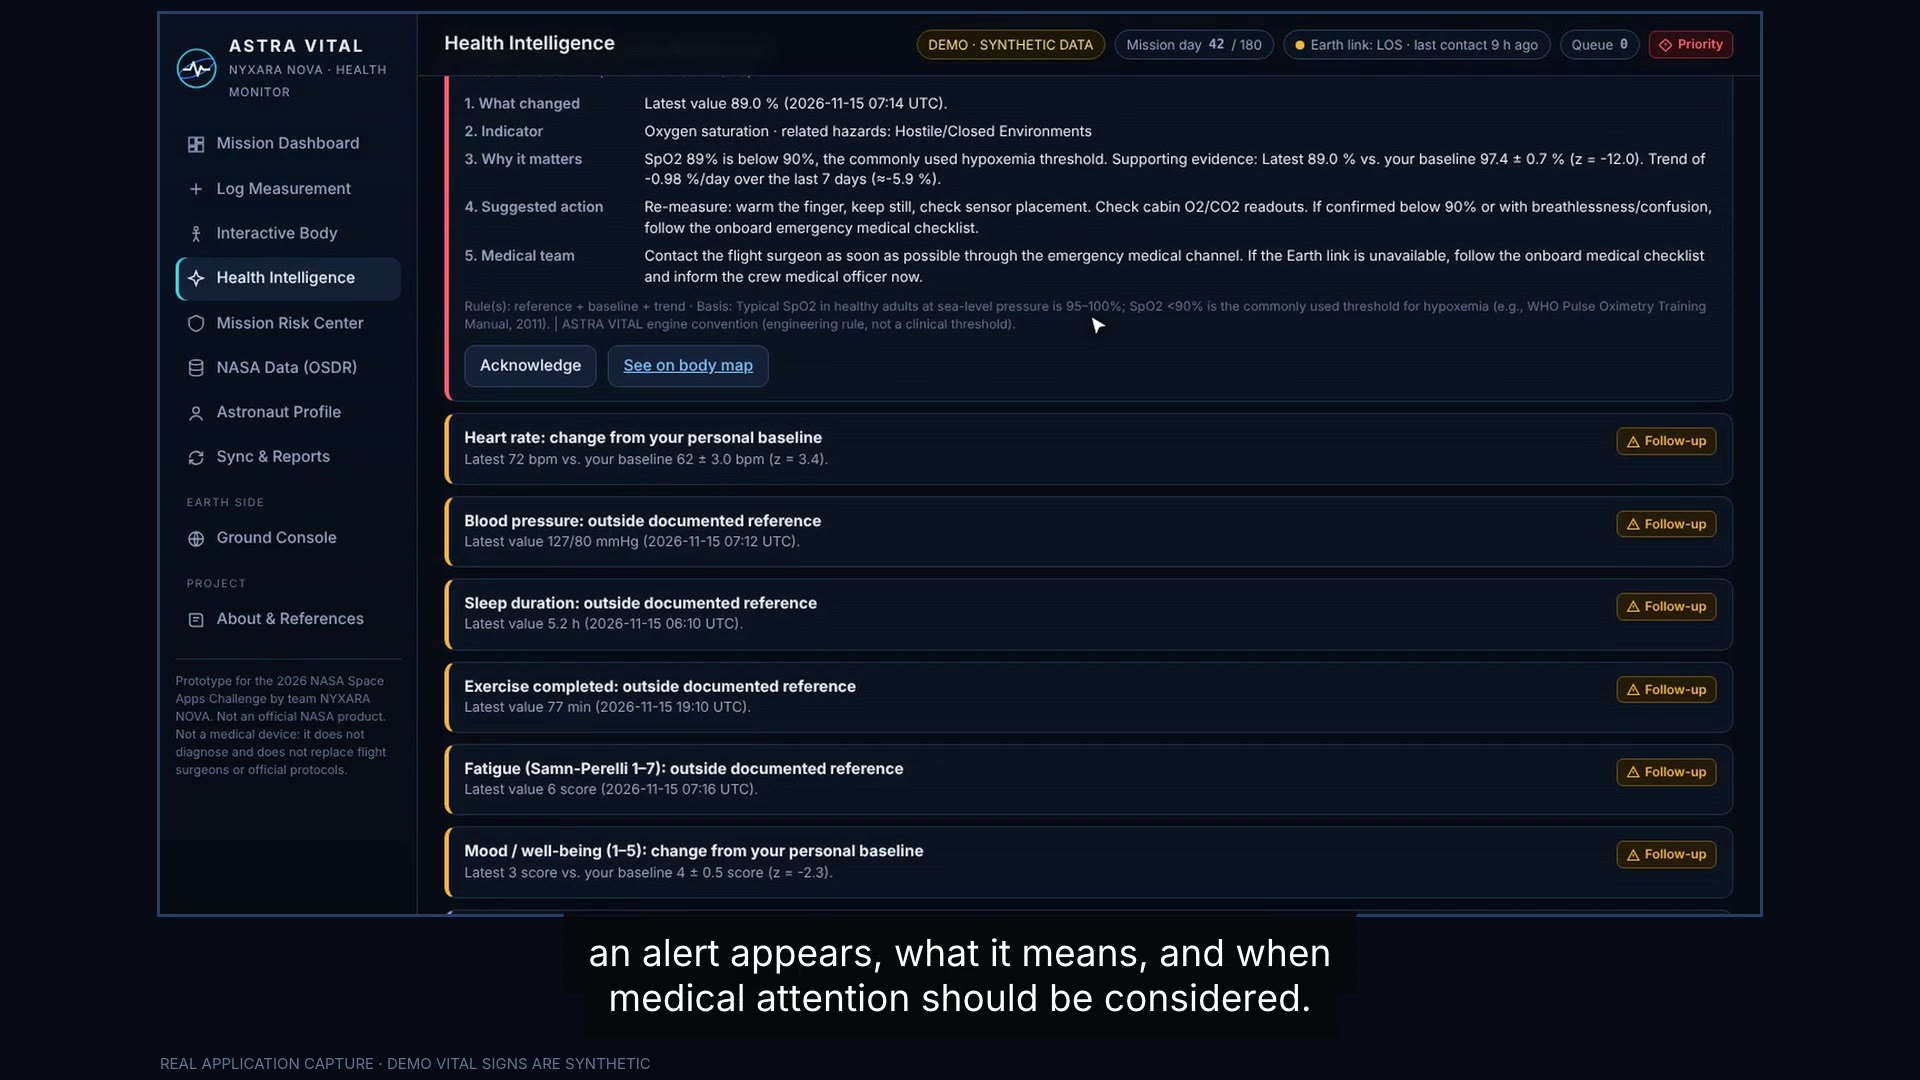 ASTRA VITAL
NYXARA NOVA · HEALTH
MONITOR
Mission Dashboard
Log Measurement
Interactive Body
Health Intelligence
Mission Risk Center
NASA Data (OSDR)
Astronaut Profile
Sync & Reports
EARTH SIDE
Ground Console
PROJECT
About & References
Prototype for the 2026 NASA Space
Apps Challenge by team NYXARA
NOVA. Not an official NASA product.
Not a medical device: it does not
diagnose and does not replace flight
surgeons or official protocols.
Health Intelligence
DEMO · SYNTHETIC DATA
Mission day 42 / 180
Earth link: LOS · last contact 9 h ago
Queue 0
Priority
1. What changed
Latest value 89.0 % (2026-11-15 07:14 UTC).
2. Indicator
Oxygen saturation · related hazards: Hostile/Closed Environments
3. Why it matters
SpO2 89% is below 90%, the commonly used hypoxemia threshold. Supporting evidence: Latest 89.0 % vs. your baseline 97.4 ± 0.7 % (z = -12.0). Trend of
-0.98 %/day over the last 7 days (≈-5.9 %).
4. Suggested action
Re-measure: warm the finger, keep still, check sensor placement. Check cabin O2/CO2 readouts. If confirmed below 90% or with breathlessness/confusion,
follow the onboard emergency medical checklist.
5. Medical team
Contact the flight surgeon as soon as possible through the emergency medical channel. If the Earth link is unavailable, follow the onboard medical checklist
and inform the crew medical officer now.
Rule(s): reference + baseline + trend · Basis: Typical SpO2 in healthy adults at sea-level pressure is 95–100%; SpO2 <90% is the commonly used threshold for hypoxemia (e.g., WHO Pulse Oximetry Training
Manual, 2011). | ASTRA VITAL engine convention (engineering rule, not a clinical threshold).
Acknowledge
See on body map
Heart rate: change from your personal baseline
Latest 72 bpm vs. your baseline 62 ± 3.0 bpm (z = 3.4).
Follow-up
Blood pressure: outside documented reference
Latest value 127/80 mmHg (2026-11-15 07:12 UTC).
Follow-up
Sleep duration: outside documented reference
Latest value 5.2 h (2026-11-15 06:10 UTC).
Follow-up
Exercise completed: outside documented reference
Latest value 77 min (2026-11-15 19:10 UTC).
Follow-up
Fatigue (Samn-Perelli 1–7): outside documented reference
Latest value 6 score (2026-11-15 07:16 UTC).
Follow-up
Mood / well-being (1–5): change from your personal baseline
Latest 3 score vs. your baseline 4 ± 0.5 score (z = -2.3).
Follow-up
an alert appears, what it means, and when
medical attention should be considered.
REAL APPLICATION CAPTURE · DEMO VITAL SIGNS ARE SYNTHETIC